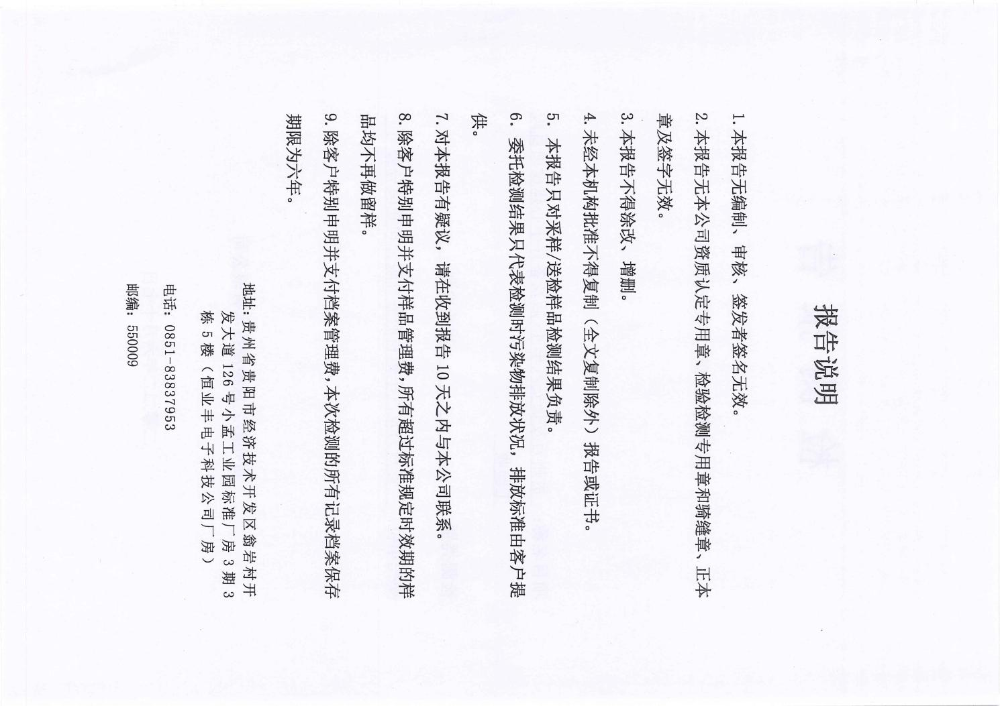 报告说明
1. 本报告无编制、审核、签发者签名无效。
2. 本报告无本公司资质认定专用章、检验检测专用章和骑缝章、正本
章及签字无效。
3. 本报告不得涂改、增删。
4. 未经本机构批准不得复制（全文复制除外）报告或证书。
5. 本报告只对采样/送检样品检测结果负责。
6. 委托检测结果只代表检测时污染物排放状况，排放标准由客户提
供。
7. 对本报告有疑议，请在收到报告 10 天之内与本公司联系。
8. 除客户特别申明并支付样品管理费，所有超过标准规定时效期的样
品均不再做留样。
9. 除客户特别申明并支付档案管理费，本次检测的所有记录档案保存
期限为六年。
地址：贵州省贵阳市经济技术开发区翁岩村开
发大道 126 号小孟工业园标准厂房 3 期 3
栋 5 楼（恒业丰电子科技公司厂房）
电话：0851-83837953
邮编：550009